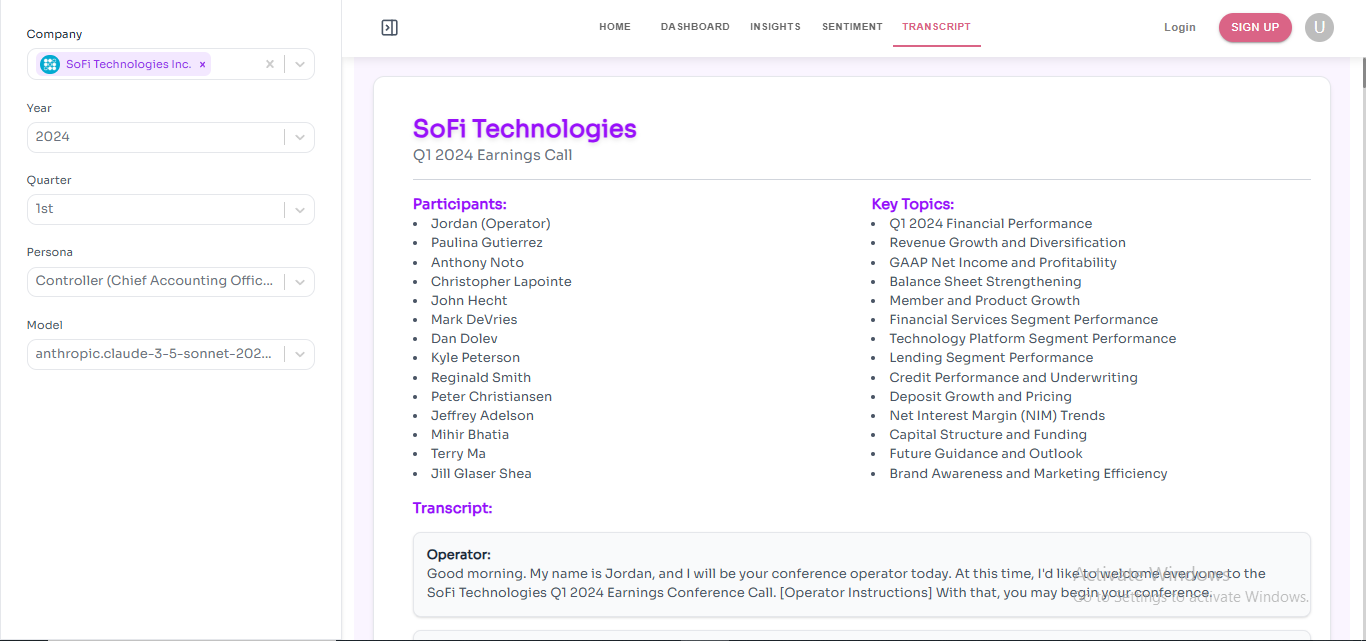 Company
SoFi Technologies Inc. ×
Year
2024
Quarter
1st
Persona
Controller (Chief Accounting Offic...
Model
anthropic.claude-3-5-sonnet-202...
HOME DASHBOARD INSIGHTS SENTIMENT TRANSCRIPT Login SIGN UP U
SoFi Technologies
Q1 2024 Earnings Call
Participants:
• Jordan (Operator)
• Paulina Gutierrez
• Anthony Noto
• Christopher Lapointe
• John Hecht
• Mark DeVries
• Dan Dolev
• Kyle Peterson
• Reginald Smith
• Peter Christiansen
• Jeffrey Adelson
• Mihir Bhatia
• Terry Ma
• Jill Glaser Shea
Key Topics:
• Q1 2024 Financial Performance
• Revenue Growth and Diversification
• GAAP Net Income and Profitability
• Balance Sheet Strengthening
• Member and Product Growth
• Financial Services Segment Performance
• Technology Platform Segment Performance
• Lending Segment Performance
• Credit Performance and Underwriting
• Deposit Growth and Pricing
• Net Interest Margin (NIM) Trends
• Capital Structure and Funding
• Future Guidance and Outlook
• Brand Awareness and Marketing Efficiency
Transcript:
Operator:
Good morning. My name is Jordan, and I will be your conference operator today. At this time, I'd like to welcome everyone to the
SoFi Technologies Q1 2024 Earnings Conference Call. [Operator Instructions] With that, you may begin your conference.
Activate Windows
Go to Settings to activate Windows.